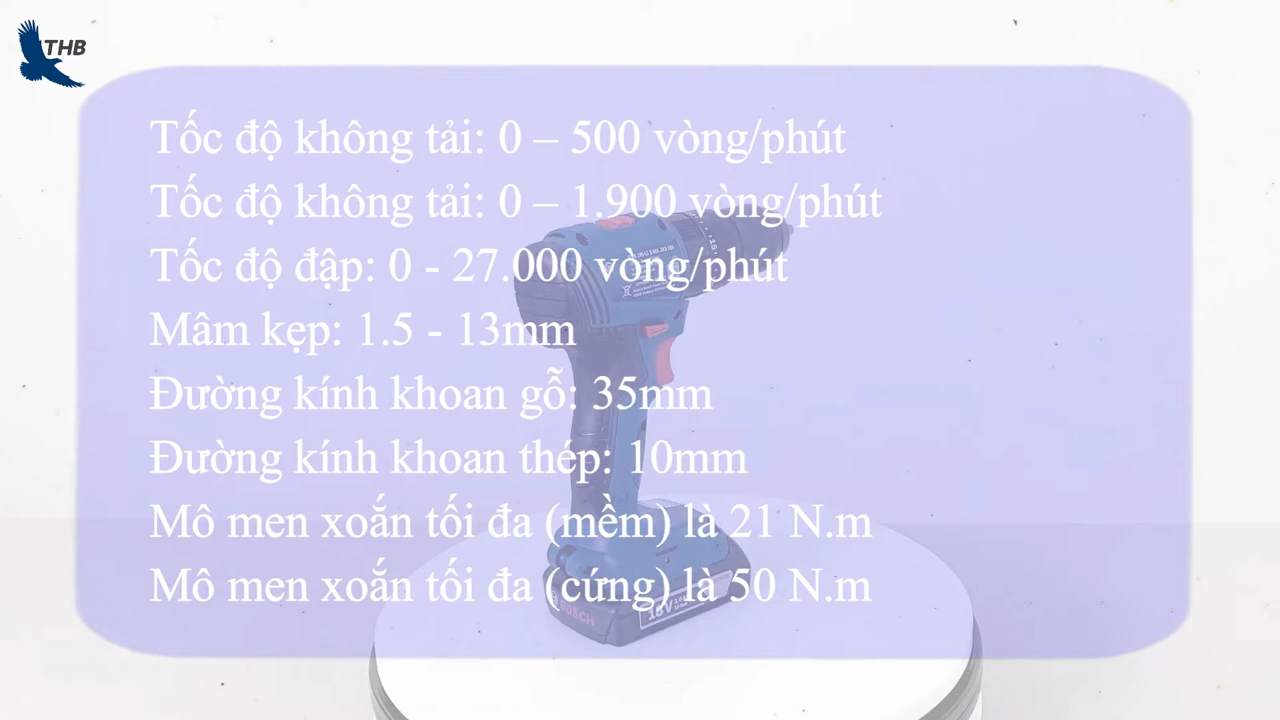 THB
Tốc độ không tải: 0 – 500 vòng/phút
Tốc độ không tải: 0 – 1.900 vòng/phút
Tốc độ đập: 0 - 27.000 vòng/phút
Mâm kẹp: 1.5 - 13mm
Đường kính khoan gỗ: 35mm
Đường kính khoan thép: 10mm
Mô men xoắn tối đa (mềm) là 21 N.m
Mô men xoắn tối đa (cứng) là 50 N.m
BOSCH
18V